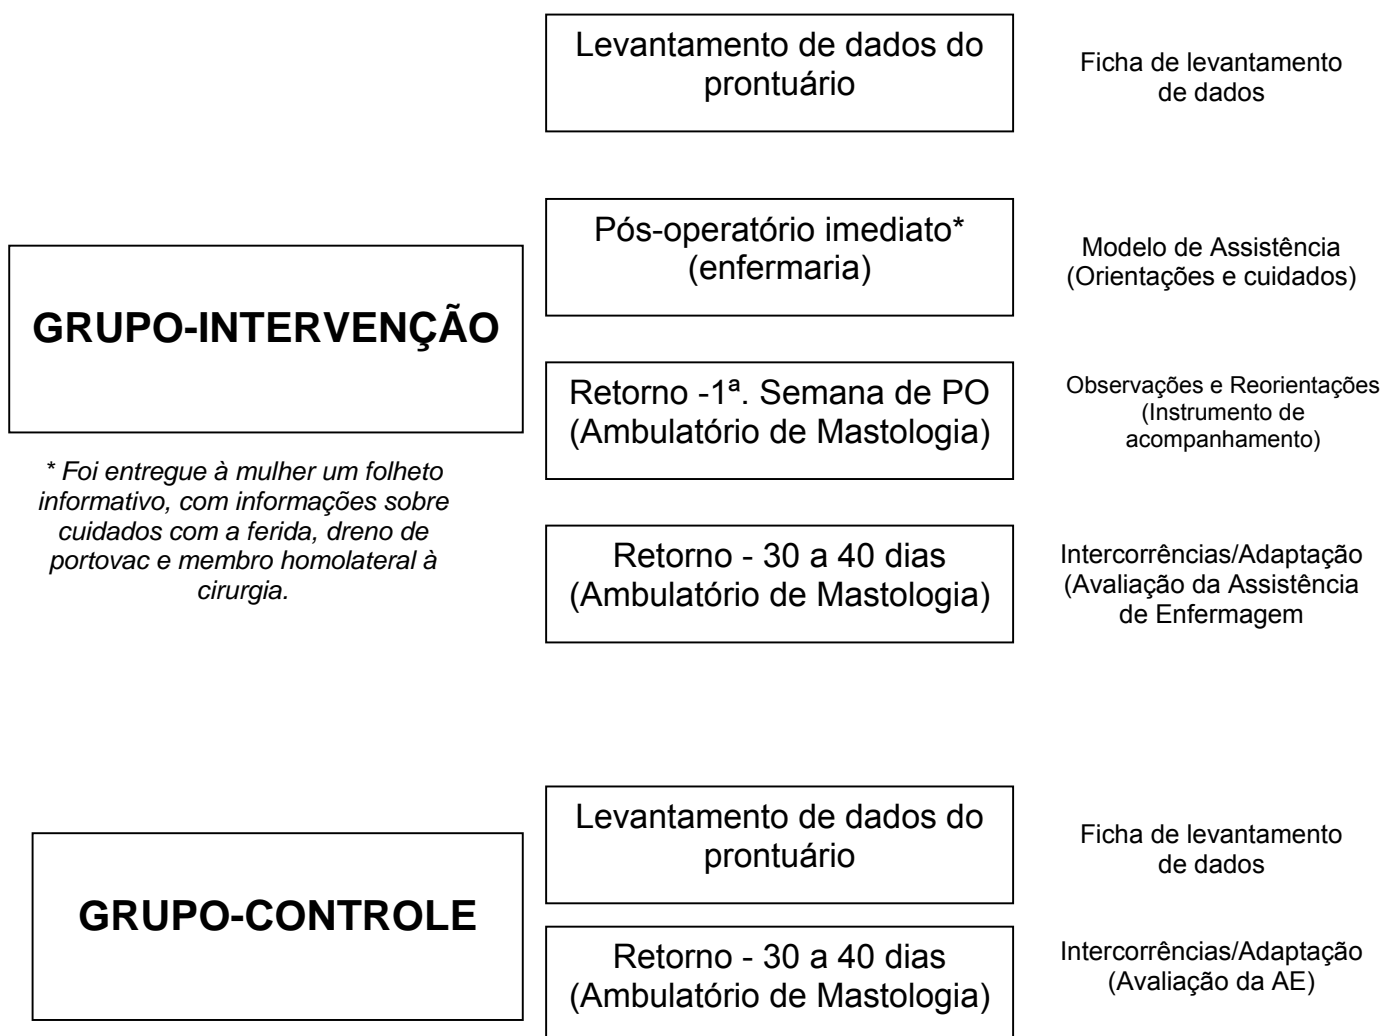 Levantamento de dados do
prontuário
Ficha de levantamento
de dados
Pós-operatório imediato*
(enfermaria)
Modelo de Assistência
(Orientações e cuidados)
GRUPO-INTERVENÇÃO
Retorno -1ª. Semana de PO
(Ambulatório de Mastologia)
Observações e Reorientações
(Instrumento de
acompanhamento)
* Foi entregue à mulher um folheto
informativo, com informações sobre
cuidados com a ferida, dreno de
portovac e membro homolateral à
cirurgia.
Retorno - 30 a 40 dias
(Ambulatório de Mastologia)
Intercorrências/Adaptação
(Avaliação da Assistência
de Enfermagem
Levantamento de dados do
prontuário
Ficha de levantamento
de dados
GRUPO-CONTROLE
Retorno - 30 a 40 dias
(Ambulatório de Mastologia)
Intercorrências/Adaptação
(Avaliação da AE)